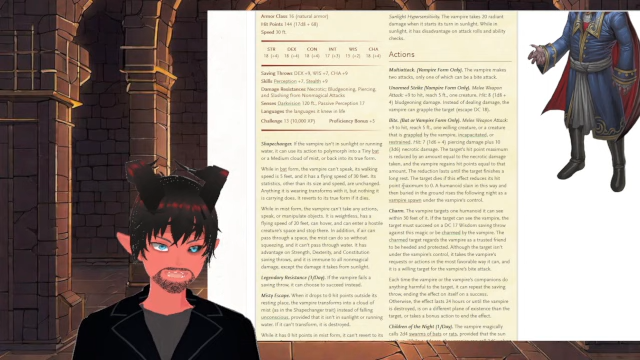 Armor Class 16 (natural armor)
Hit Points 144 (17d8 + 68)
Speed 30 ft.
STR DEX CON INT WIS CHA
18 (+4) 18 (+4) 18 (+4) 17 (+3) 15 (+2) 18 (+4)
Saving Throws DEX +9, WIS +7, CHA +9
Skills Perception +7, Stealth +9
Damage Resistances Necrotic; Bludgeoning, Piercing,
and Slashing from Nonmagical Attacks
Senses Darkvision 120 ft., Passive Perception 17
Languages the languages it knew in life
Challenge 13 (10,000 XP) Proficiency Bonus +5
Shapechanger. If the vampire isn't in sunlight or running
water, it can use its action to polymorph into a Tiny bat
or a Medium cloud of mist, or back into its true form.
While in bat form, the vampire can't speak, its walking
speed is 5 feet, and it has a flying speed of 30 feet. Its
statistics, other than its size and speed, are unchanged.
Anything it is wearing transforms with it, but nothing it
is carrying does. It reverts to its true form if it dies.
While in mist form, the vampire can't take any actions,
speak, or manipulate objects. It is weightless, has a
flying speed of 20 feet, can hover, and can enter a hostile
creature's space and stop there. In addition, if air can
pass through a space, the mist can do so without
squeezing, and it can't pass through water. It has
advantage on Strength, Dexterity, and Constitution
saving throws, and it is immune to all nonmagical
damage, except the damage it takes from sunlight.
Legendary Resistance (3/Day). If the vampire fails a
saving throw, it can choose to succeed instead.
Misty Escape. When it drops to 0 hit points outside its
resting place, the vampire transforms into a cloud of
mist (as in the Shapechanger trait) instead of falling
unconscious, provided that it isn't in sunlight or running
water. If it can't transform, it is destroyed.
While it has 0 hit points in mist form, it can't revert to its
Sunlight Hypersensitivity. The vampire takes 20 radiant
damage when it starts its turn in sunlight. While in
sunlight, it has disadvantage on attack rolls and ability
checks.
Actions
Multiattack. (Vampire Form Only). The vampire makes
two attacks, only one of which can be a bite attack.
Unarmed Strike (Vampire Form Only). Melee Weapon
Attack: +9 to hit, reach 5 ft., one creature. Hit: 8 (1d8 +
4) bludgeoning damage. Instead of dealing damage, the
vampire can grapple the target (escape DC 18).
Bite. (Bat or Vampire Form Only). Melee Weapon Attack:
+9 to hit, reach 5 ft., one willing creature, or a creature
that is grappled by the vampire, incapacitated, or
restrained. Hit: 7 (1d6 + 4) piercing damage plus 10
(3d6) necrotic damage. The target's hit point maximum
is reduced by an amount equal to the necrotic damage
taken, and the vampire regains hit points equal to that
amount. The reduction lasts until the target finishes a
long rest. The target dies if this effect reduces its hit
point maximum to 0. A humanoid slain in this way and
then buried in the ground rises the following night as a
vampire spawn under the vampire's control.
Charm. The vampire targets one humanoid it can see
within 30 feet of it. If the target can see the vampire,
the target must succeed on a DC 17 Wisdom saving throw
against this magic or be charmed by the vampire. The
charmed target regards the vampire as a trusted friend
to be heeded and protected. Although the target isn't
under the vampire's control, it takes the vampire's
requests or actions in the most favorable way it can, and
it is a willing target for the vampire's bite attack.
Each time the vampire or the vampire's companions do
anything harmful to the target, it can repeat the saving
throw, ending the effect on itself on a success.
Otherwise, the effect lasts 24 hours or until the vampire
is destroyed, is on a different plane of existence than the
target, or takes a bonus action to end the effect.
Children of the Night (1/Day). The vampire magically
calls 2d4 swarms of bats or rats, provided that the sun